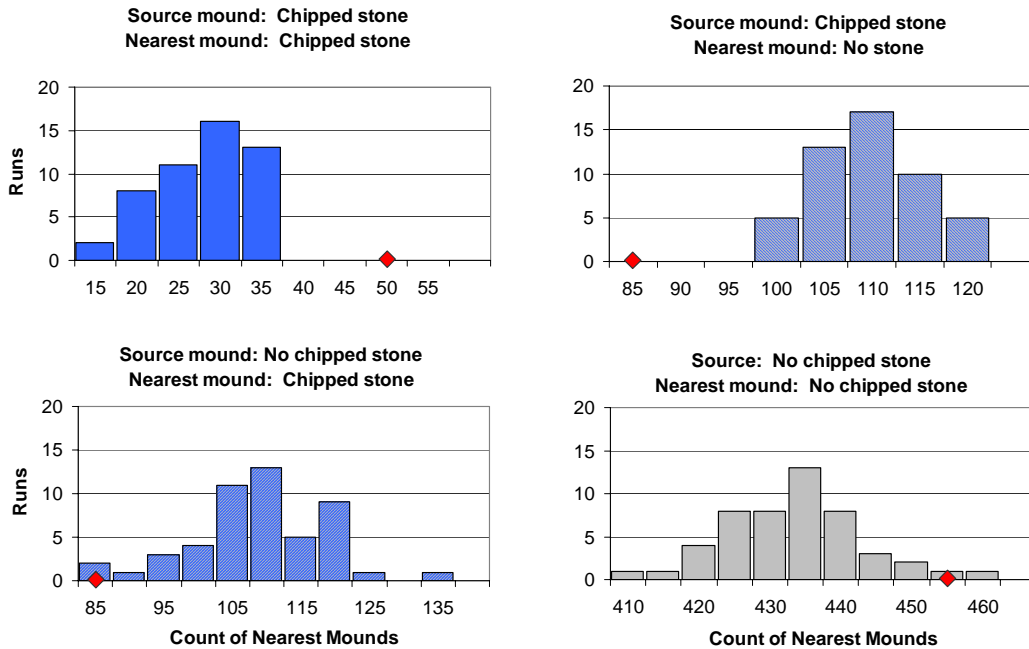 Source mound: Chipped stone
Nearest mound: Chipped stone
20
15
10
5
0
Runs
15 20 25 30 35 40 45 50 55
Source mound: Chipped stone
Nearest mound: No stone
20
15
10
5
0
85 90 95 100 105 110 115 120
Source mound: No chipped stone
Nearest mound: Chipped stone
20
15
10
5
0
Runs
85 95 105 115 125 135
Count of Nearest Mounds
Source: No chipped stone
Nearest mound: No chipped stone
20
15
10
5
0
410 420 430 440 450 460
Count of Nearest Mounds